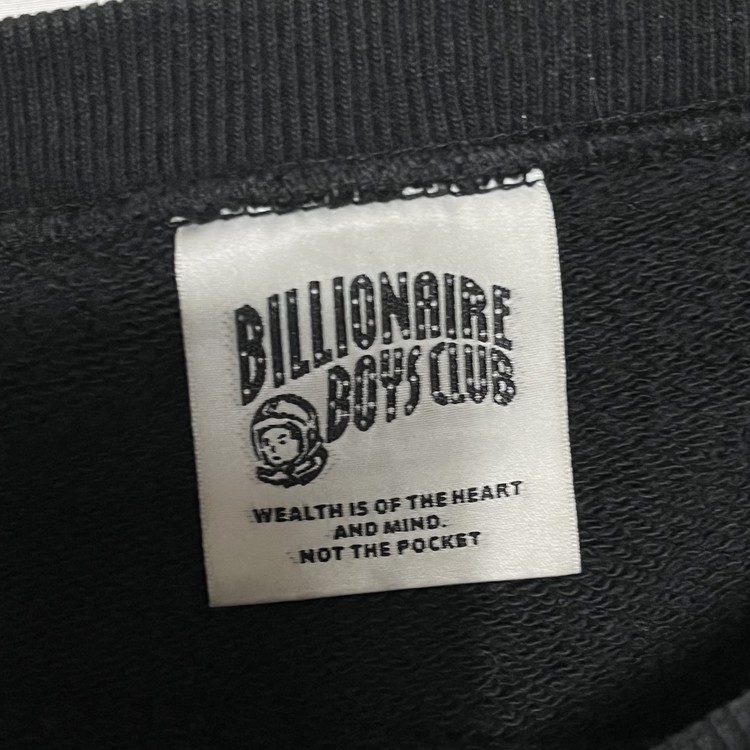 BILLIONAIRE
BOYS CLUB
WEALTH IS OF THE HEART
AND MIND.
NOT THE POCKET